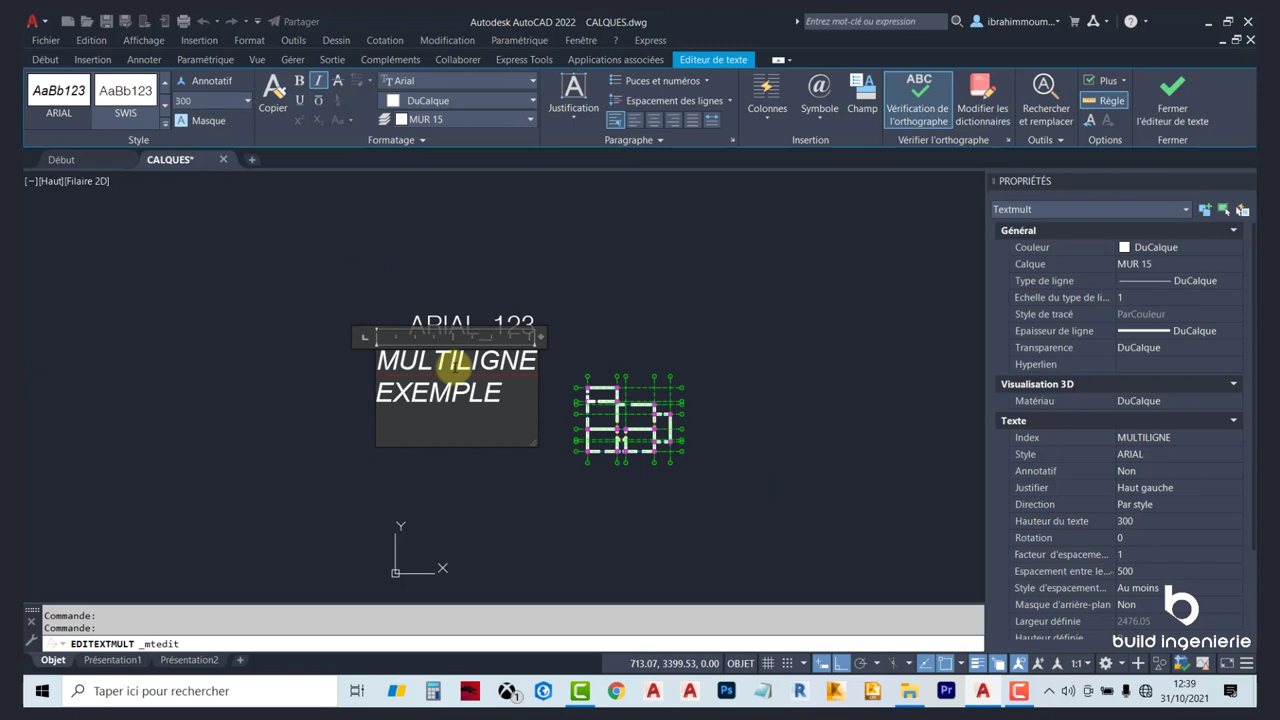 Partager
Autodesk AutoCAD 2022 CALQUES.dwg
Entrez mot-clé ou expression
ibrahimmoum...
Fichier Edition Affichage Insertion Format Outils Dessin Cotation Modification Paramétrique Fenêtre ? Express
Début Insertion Annoter Paramétrique Vue Gérer Sortie Compléments Collaborer Express Tools Applications associées Editeur de texte
AaBb123 AaBb123
ARIAL SWIS
Annotatif
300
Masque
Style
Copier
Arial
DuCalque
MUR 15
Formatage
Justification
Puces et numéros
Espacement des lignes
Paragraphe
Colonnes
Symbole
Champ
Insertion
ABC
Vérification de l'orthographe
Modifier les dictionnaires
Vérifier l'orthographe
Rechercher et remplacer
Outils
Plus
Règle
Options
Fermer l'éditeur de texte
Fermer
Début CALQUES*
[−][Haut][Filaire 2D]
ARIAL 123
MULTILIGNE
EXEMPLE
Y
X
PROPRIÉTÉS
Textmult
Général
Couleur DuCalque
Calque MUR 15
Type de ligne DuCalque
Echelle du type de li... 1
Style de tracé ParCouleur
Epaisseur de ligne DuCalque
Transparence DuCalque
Hyperlien
Visualisation 3D
Matériau DuCalque
Texte
Index MULTILIGNE
Style ARIAL
Annotatif Non
Justifier Haut gauche
Direction Par style
Hauteur du texte 300
Rotation 0
Facteur d'espaceme... 1
Espacement entre le... 500
Style d'espacement... Au moins
Masque d'arrière-plan Non
Largeur définie 2476.05
build ingenierie
Commande:
Commande:
EDITEXTMULT _mtedit
Objet Présentation1 Présentation2
713.07, 3399.53, 0.00 OBJET
1:1
Taper ici pour rechercher
12:39
31/10/2021